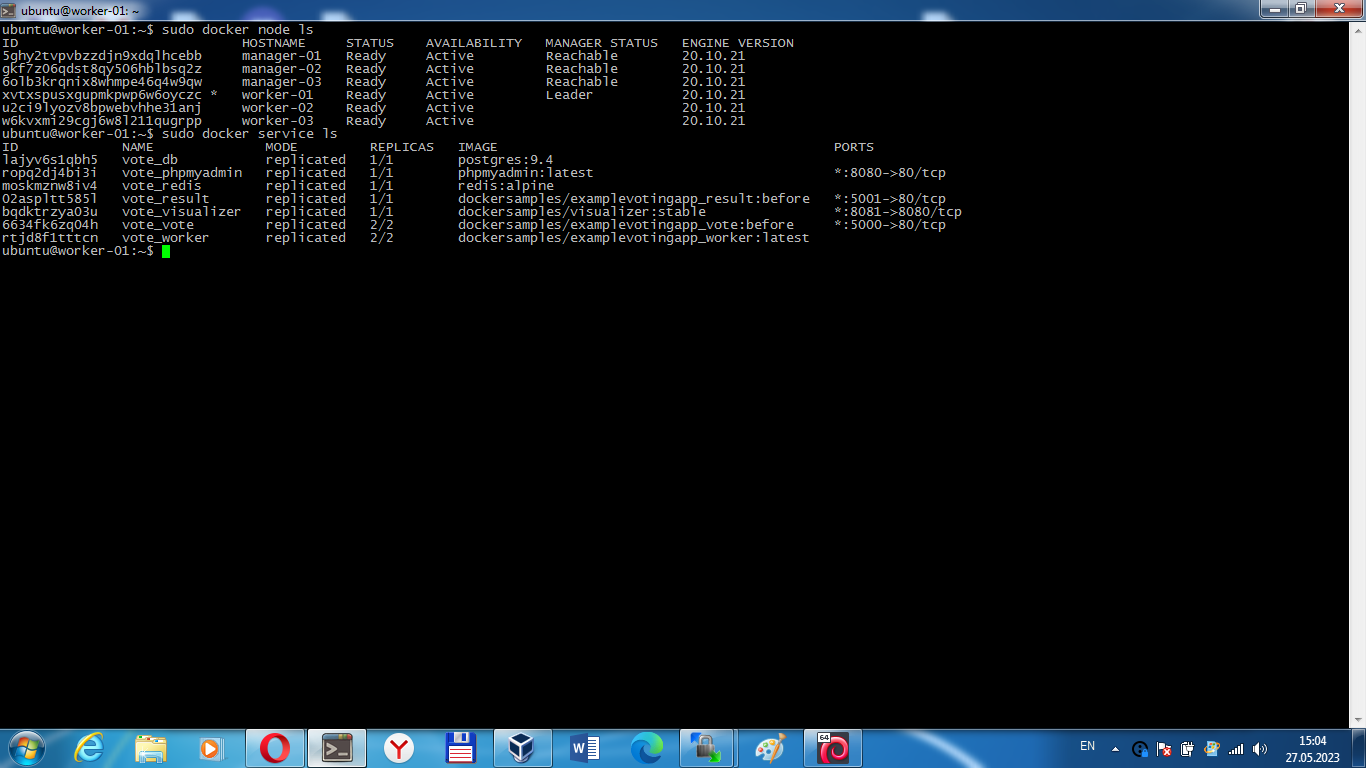 ubuntu@worker-01: ~
ubuntu@worker-01:~$ sudo docker node ls
ID HOSTNAME STATUS AVAILABILITY MANAGER STATUS ENGINE VERSION
5ghy2tvpvbzzdjn9xdqlhcebb manager-01 Ready Active Reachable 20.10.21
gkf7z06qdst8qy506hblbsq2z manager-02 Ready Active Reachable 20.10.21
6olb3krqnix8whmpe46q4w9qw manager-03 Ready Active Reachable 20.10.21
xvtxspusxgupmkpwp6w6oyczc * worker-01 Ready Active Leader 20.10.21
u2ci9lyozv8bpwebvhhe31anj worker-02 Ready Active 20.10.21
w6kvxmi29cgj6w8l211qugrpp worker-03 Ready Active 20.10.21
ubuntu@worker-01:~$ sudo docker service ls
ID NAME MODE REPLICAS IMAGE PORTS
lajyv6s1qbh5 vote_db replicated 1/1 postgres:9.4
ropq2dj4bi3i vote_phpmyadmin replicated 1/1 phpmyadmin:latest *:8080->80/tcp
moskmznw8iv4 vote_redis replicated 1/1 redis:alpine
o2aspltt585l vote_result replicated 1/1 dockersamples/examplevotingapp_result:before *:5001->80/tcp
bqdktrzya03u vote_visualizer replicated 1/1 dockersamples/visualizer:stable *:8081->8080/tcp
6634fk6zq04h vote_vote replicated 2/2 dockersamples/examplevotingapp_vote:before *:5000->80/tcp
rtjd8f1tttcn vote_worker replicated 2/2 dockersamples/examplevotingapp_worker:latest
ubuntu@worker-01:~$
64
EN
15:04
27.05.2023